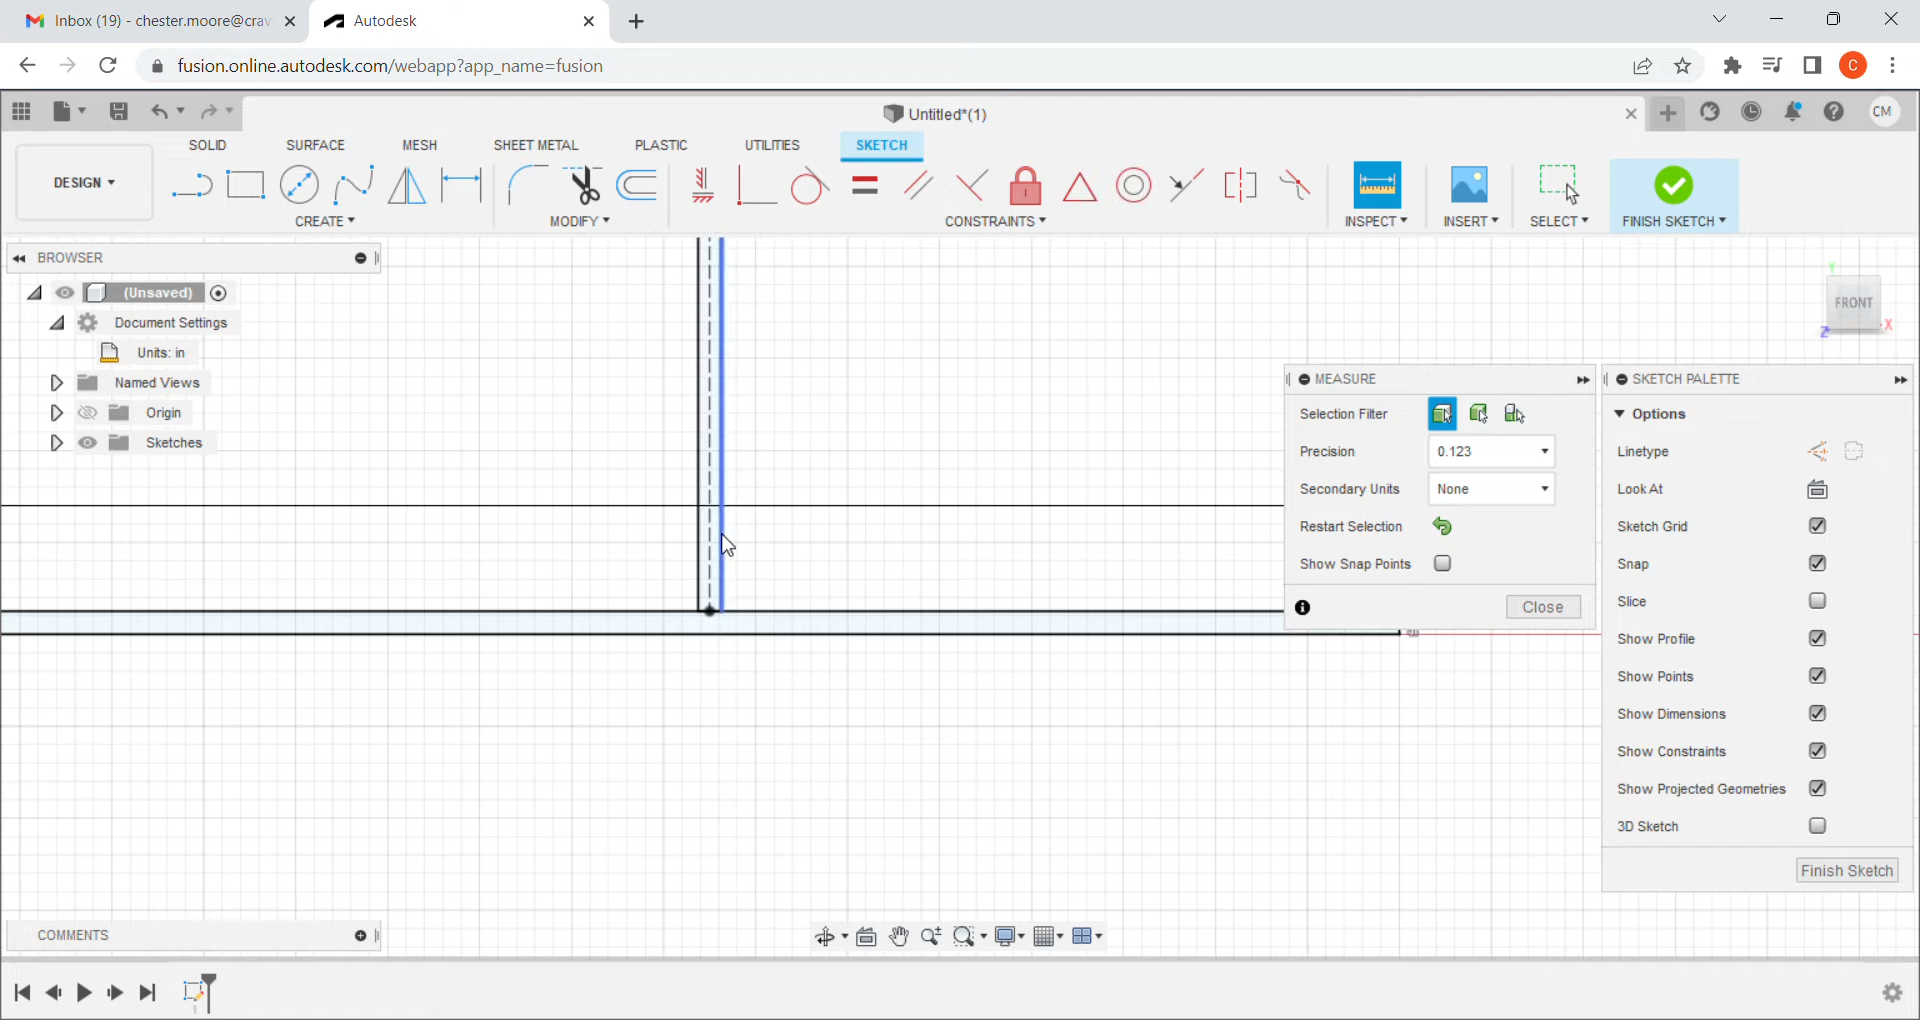 Inbox (19) - chester.moore@crav
Autodesk
fusion.online.autodesk.com/webapp?app_name=fusion
C
Untitled*(1)
CM
DESIGN
SOLID SURFACE MESH SHEET METAL PLASTIC UTILITIES SKETCH
CREATE MODIFY CONSTRAINTS INSPECT INSERT SELECT FINISH SKETCH
BROWSER
(Unsaved)
Document Settings
Units: in
Named Views
Origin
Sketches
Y
FRONT
X
Z
MEASURE
Selection Filter
Precision 0.123
Secondary Units None
Restart Selection
Show Snap Points
Close
SKETCH PALETTE
Options
Linetype
Look At
Sketch Grid
Snap
Slice
Show Profile
Show Points
Show Dimensions
Show Constraints
Show Projected Geometries
3D Sketch
Finish Sketch
COMMENTS